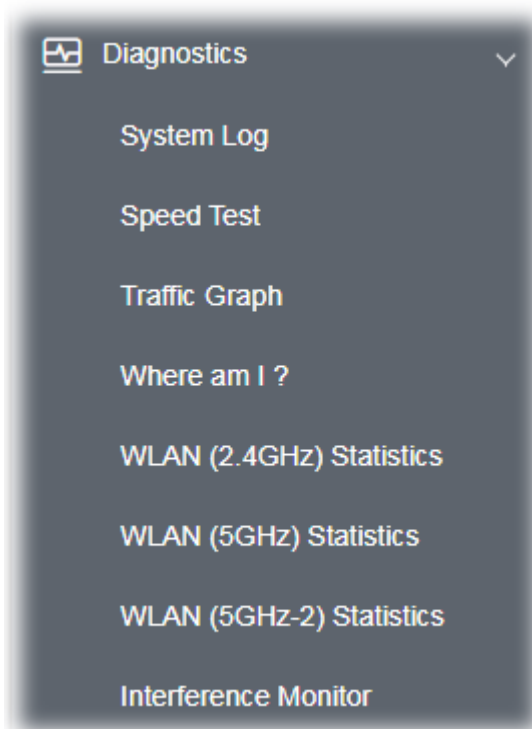 Diagnostics
System Log
Speed Test
Traffic Graph
Where am I ?
WLAN (2.4GHz) Statistics
WLAN (5GHz) Statistics
WLAN (5GHz-2) Statistics
Interference Monitor